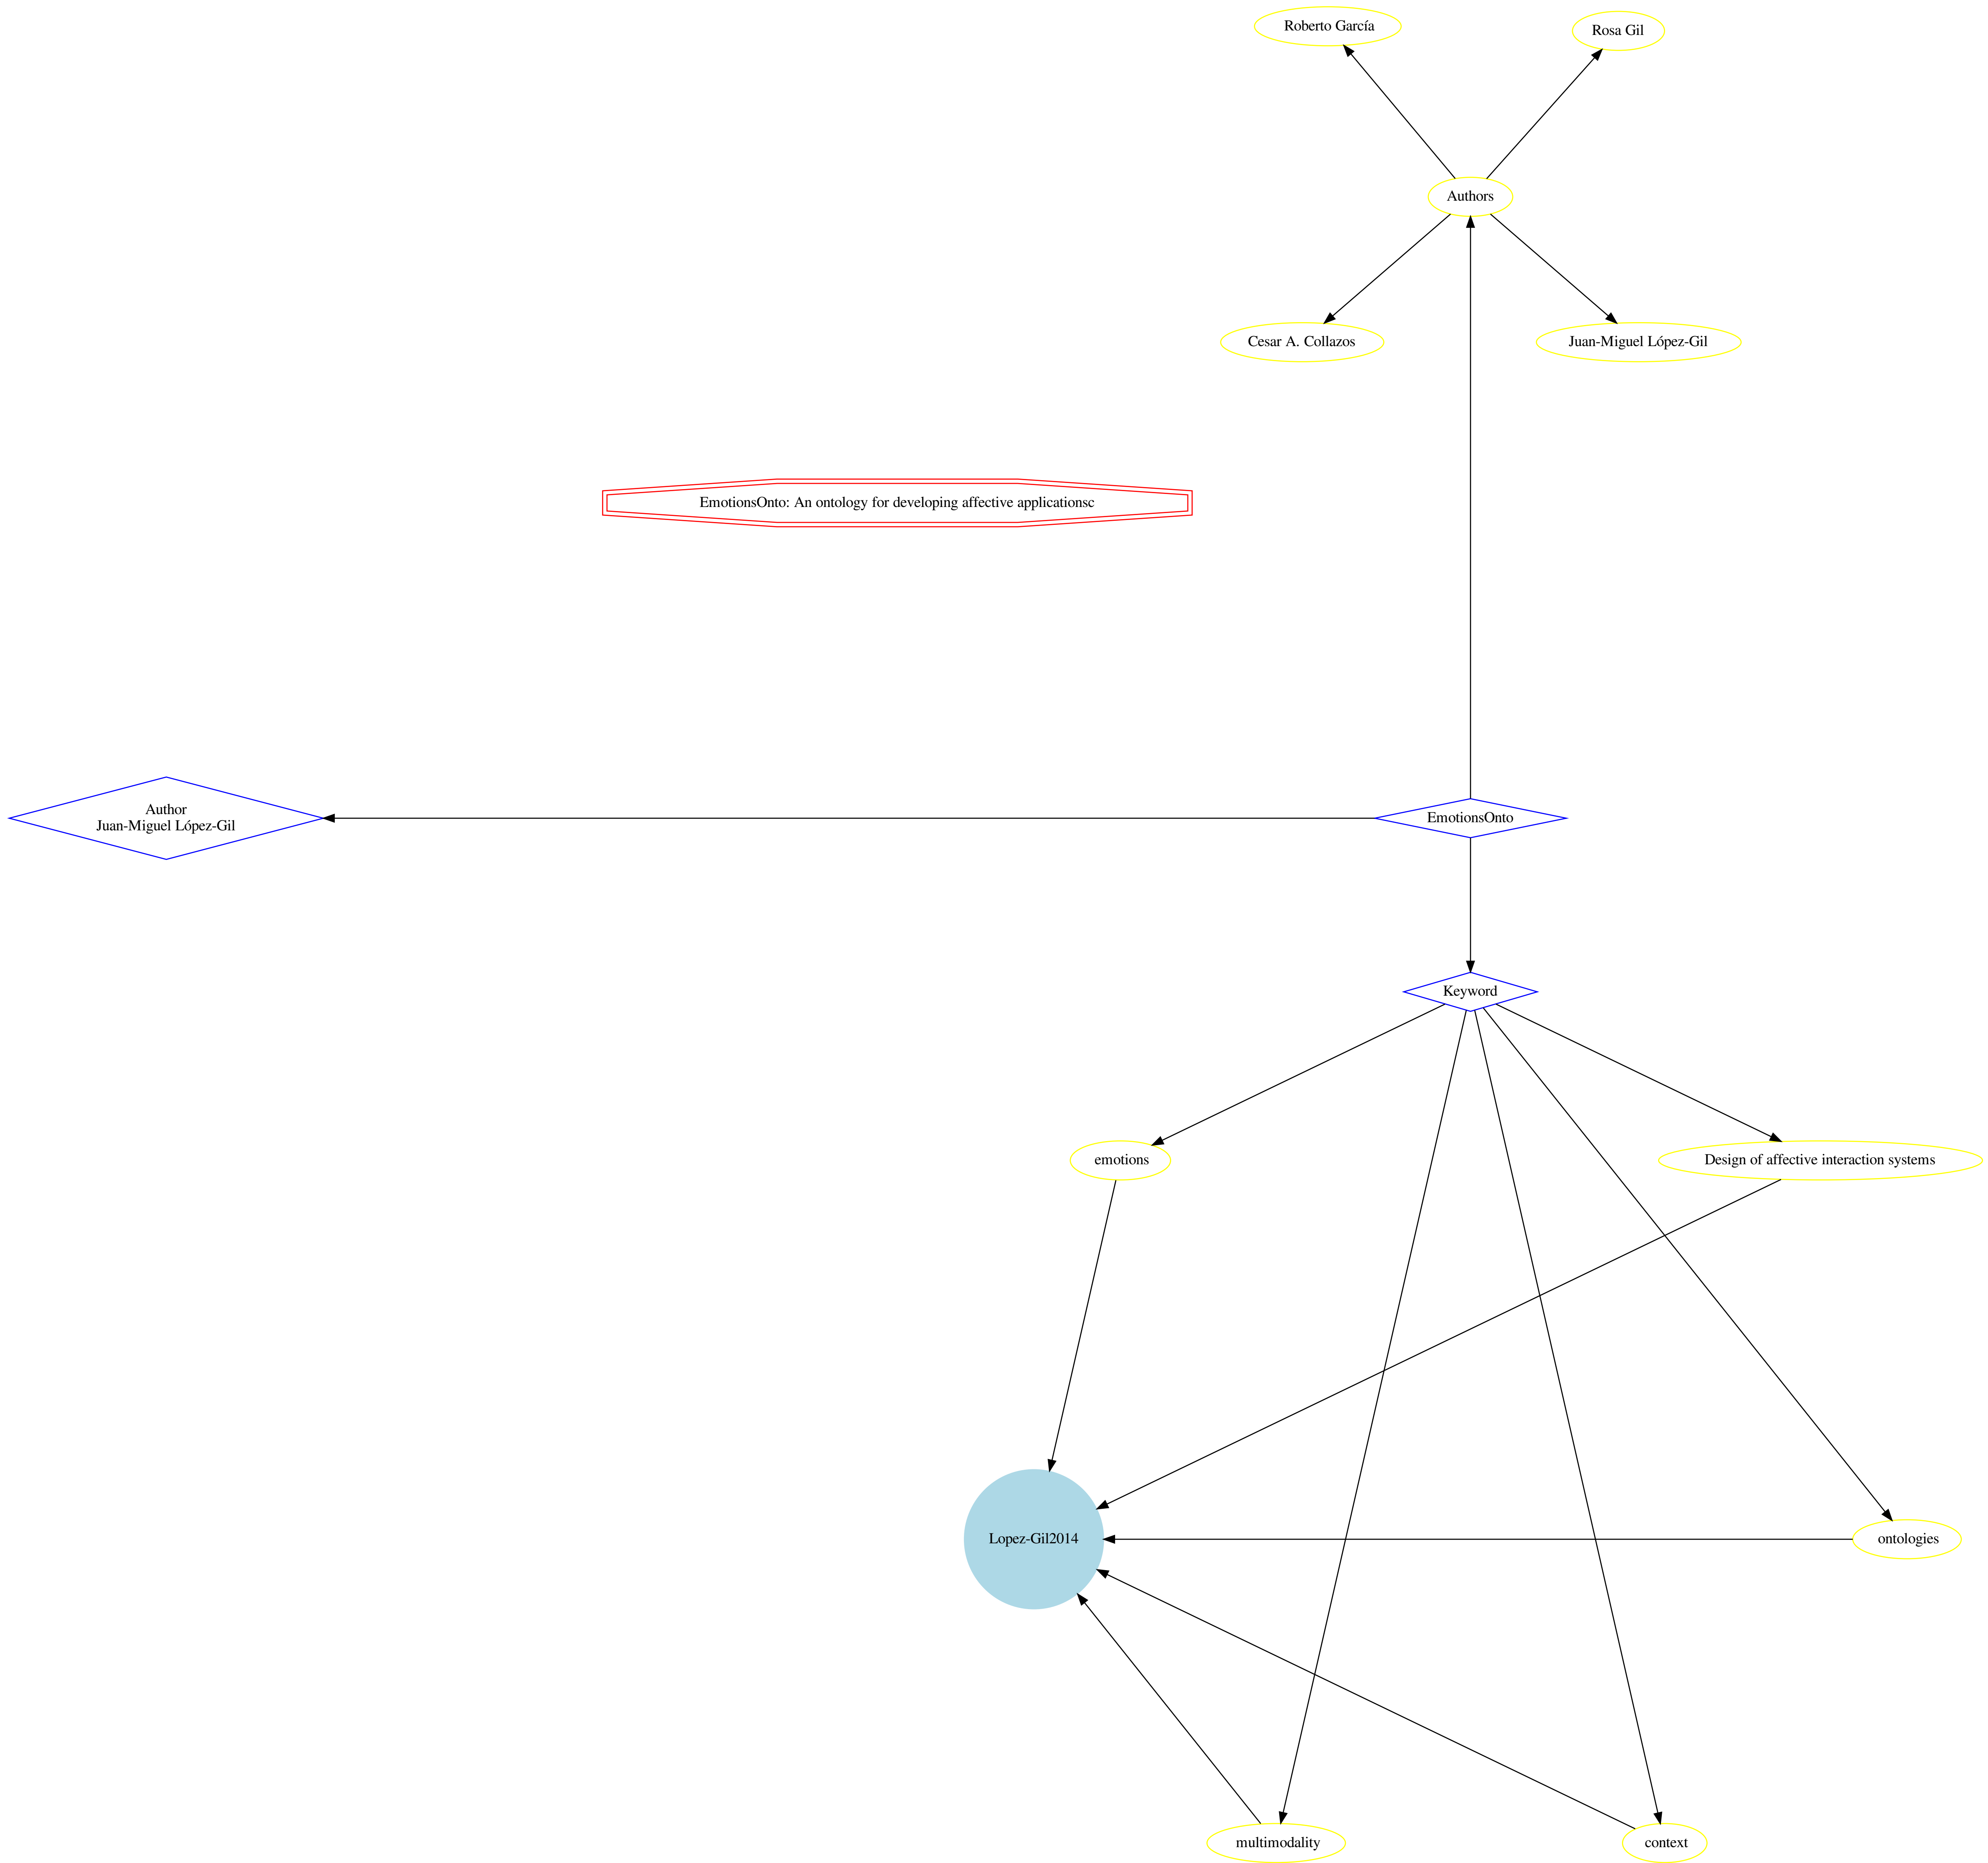 Roberto García
Rosa Gil
Authors
Cesar A. Collazos
Juan-Miguel López-Gil
EmotionsOnto: An ontology for developing affective applicationsc
Author
Juan-Miguel López-Gil
EmotionsOnto
Keyword
emotions
Design of affective interaction systems
Lopez-Gil2014
ontologies
multimodality
context